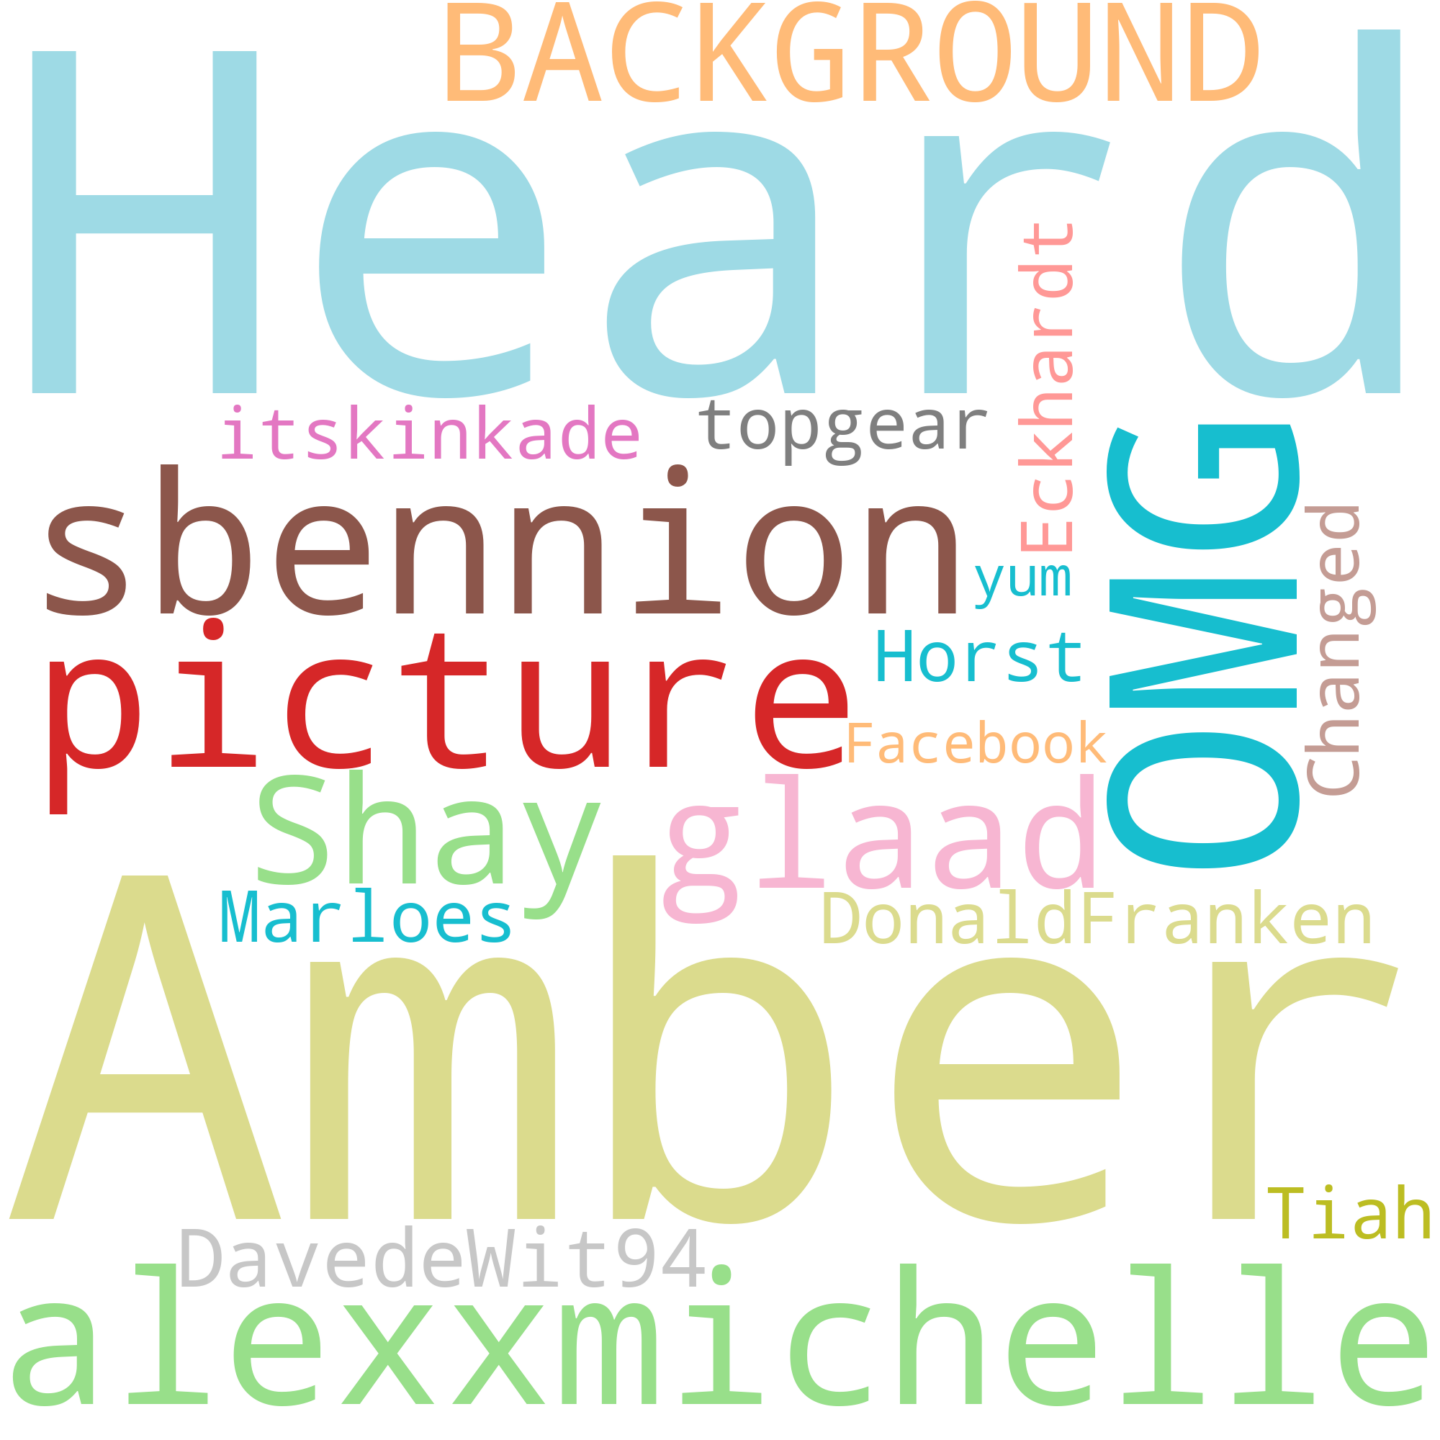 BACKGROUND
Heard
itskinkade
topgear
Eckhardt
sbennion
OMG
Changed
yum
picture
Horst
Facebook
Shay
glaad
Marloes
DonaldFranken
Amber
Tiah
DavedeWit94
alexxmichelle